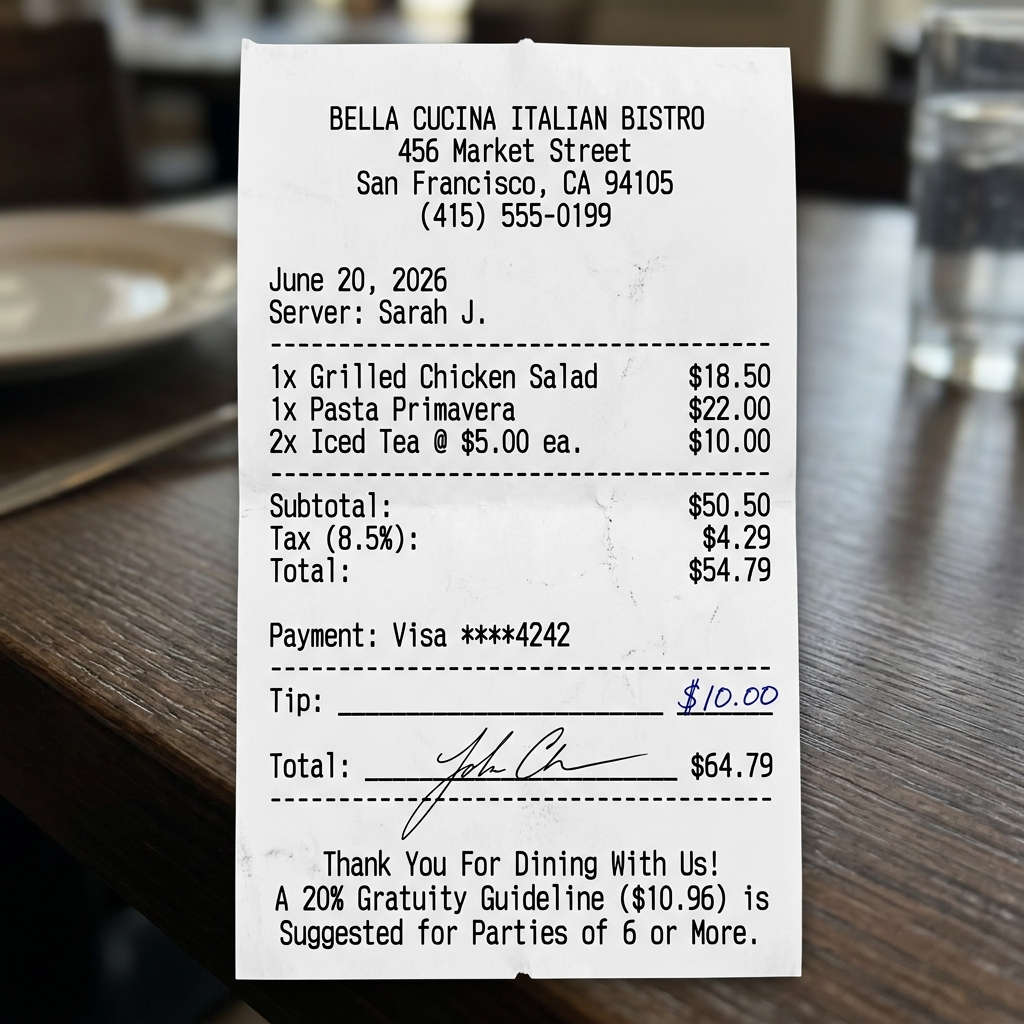 BELLA CUCINA ITALIAN BISTRO
456 Market Street
San Francisco, CA 94105
(415) 555-0199
June 20, 2026
Server: Sarah J.
1x Grilled Chicken Salad $18.50
1x Pasta Primavera $22.00
2x Iced Tea @ $5.00 ea. $10.00
Subtotal: $50.50
Tax (8.5%): $4.29
Total: $54.79
Payment: Visa ****4242
Tip: $10.00
Total: $64.79
Thank You For Dining With Us!
A 20% Gratuity Guideline ($10.96) is
Suggested for Parties of 6 or More.